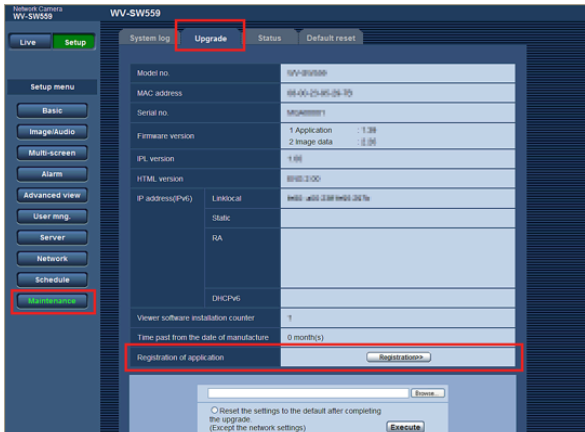 Network Camera
WV-SW559
WV-SW559
Live
Setup
System log
Upgrade
Status
Default reset
Setup menu
Basic
Image/Audio
Multi-screen
Alarm
Advanced view
User mng.
Server
Network
Schedule
Maintenance
Model no.
MAC address
Serial no.
Firmware version
1 Application :
2 Image data :
IPL version
HTML version
IP address(IPv6)
Linklocal
Static
RA
DHCPv6
Viewer software installation counter
1
Time past from the date of manufacture
0 month(s)
Registration of application
Registration>>
Browse...
Reset the settings to the default after completing
the upgrade.
(Except the network settings)
Execute